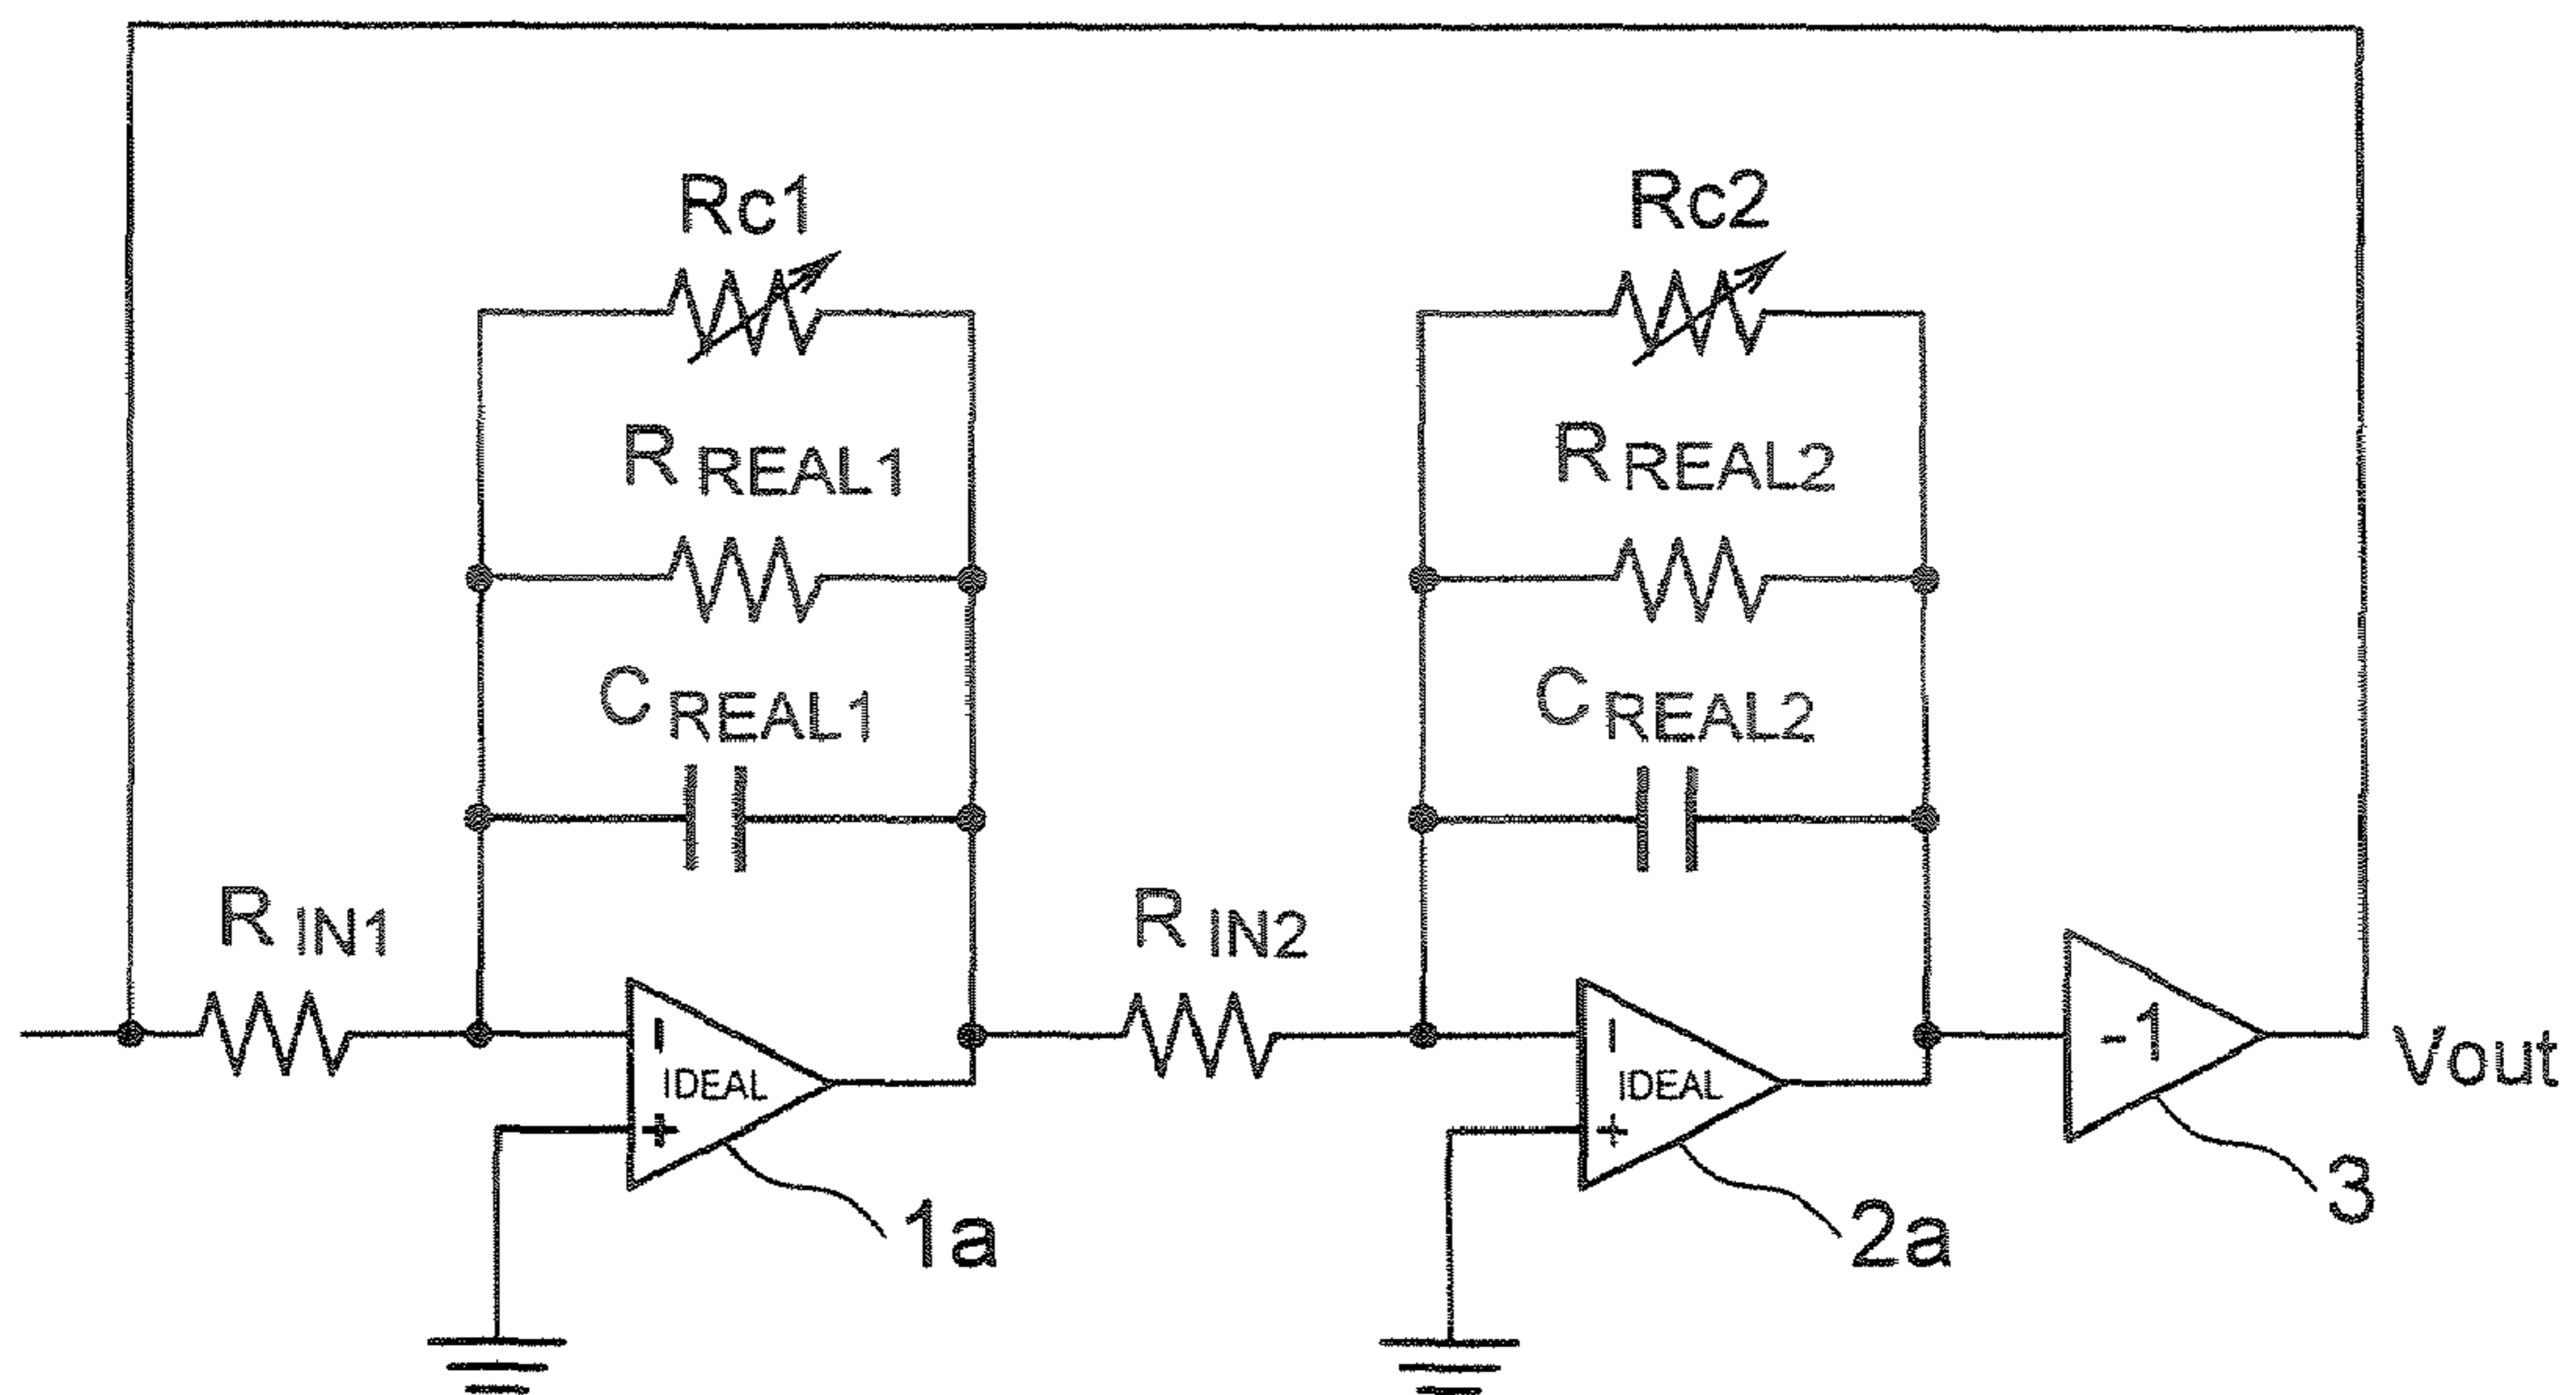 Rc1
Rc2
R REAL1
R REAL2
C REAL1
C REAL2
R IN1
R IN2
-
IDEAL
+
-
IDEAL
+
-1
Vout
1a
2a
3